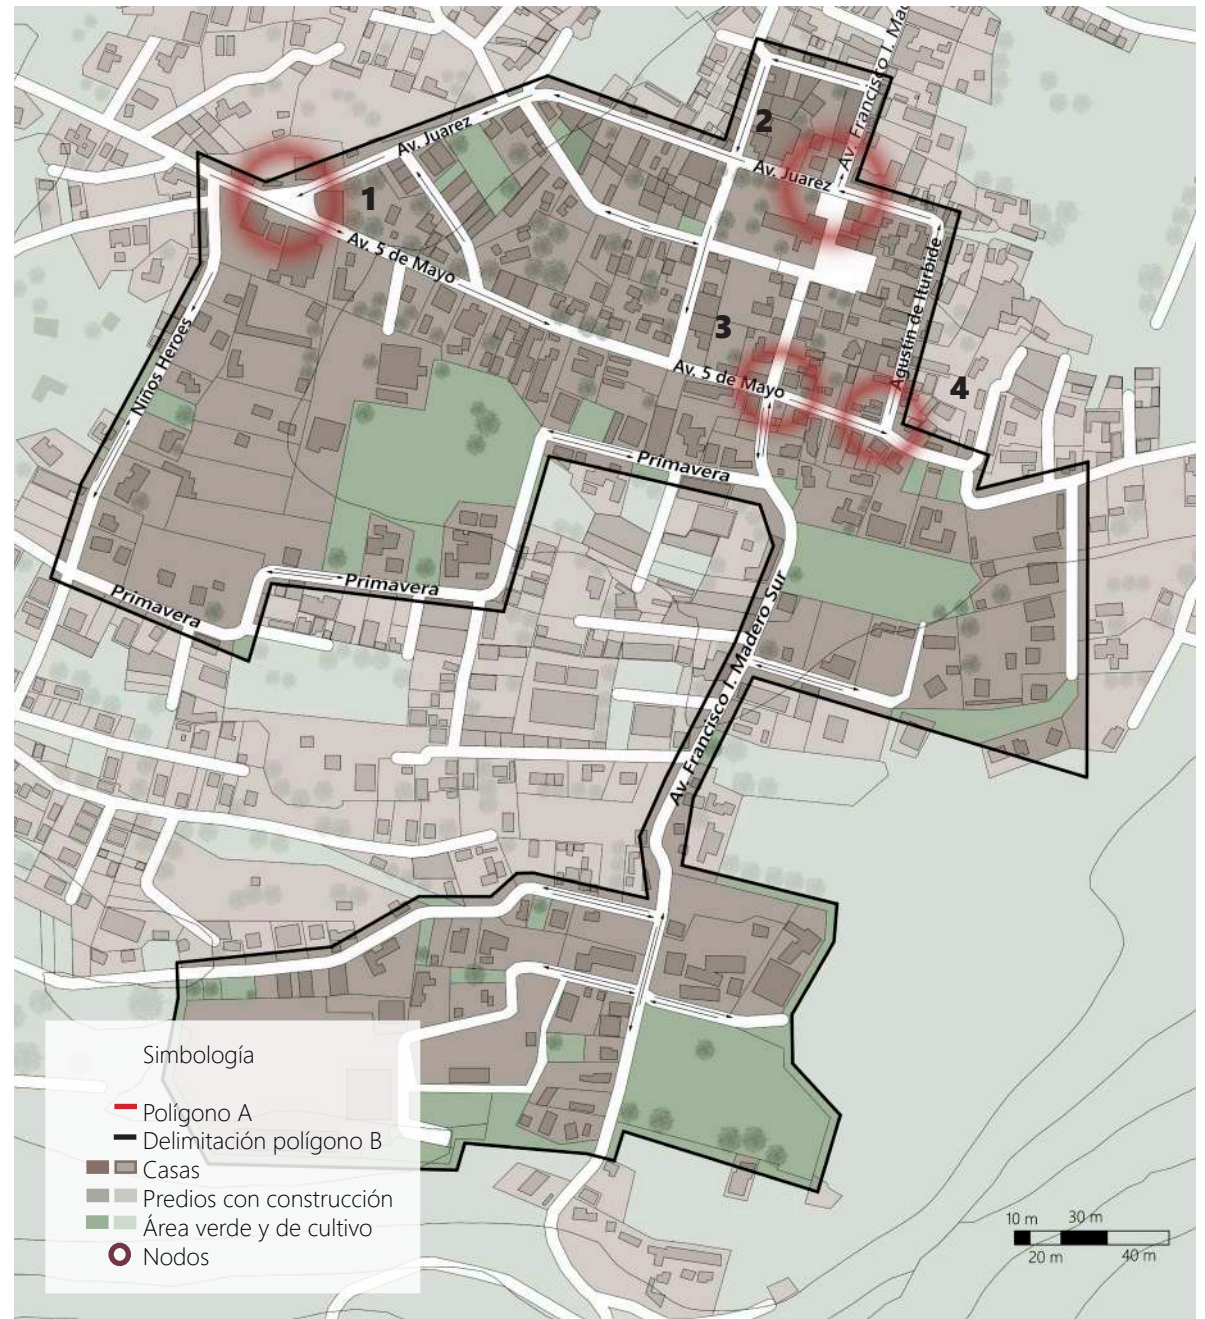 Av. Francisco I. Mad
2
Av. Juarez
Av. Juarez
1
Av. 5 de Mayo
Agustín de Iturbide
3
Ninos Heroes
Av. 5 de Mayo
4
Primavera
Primavera
Primavera
Av. Francisco I. Madero Sur
Simbología
Polígono A
Delimitación polígono B
Casas
Predios con construcción
Área verde y de cultivo
Nodos
10 m 30 m
20 m 40 m